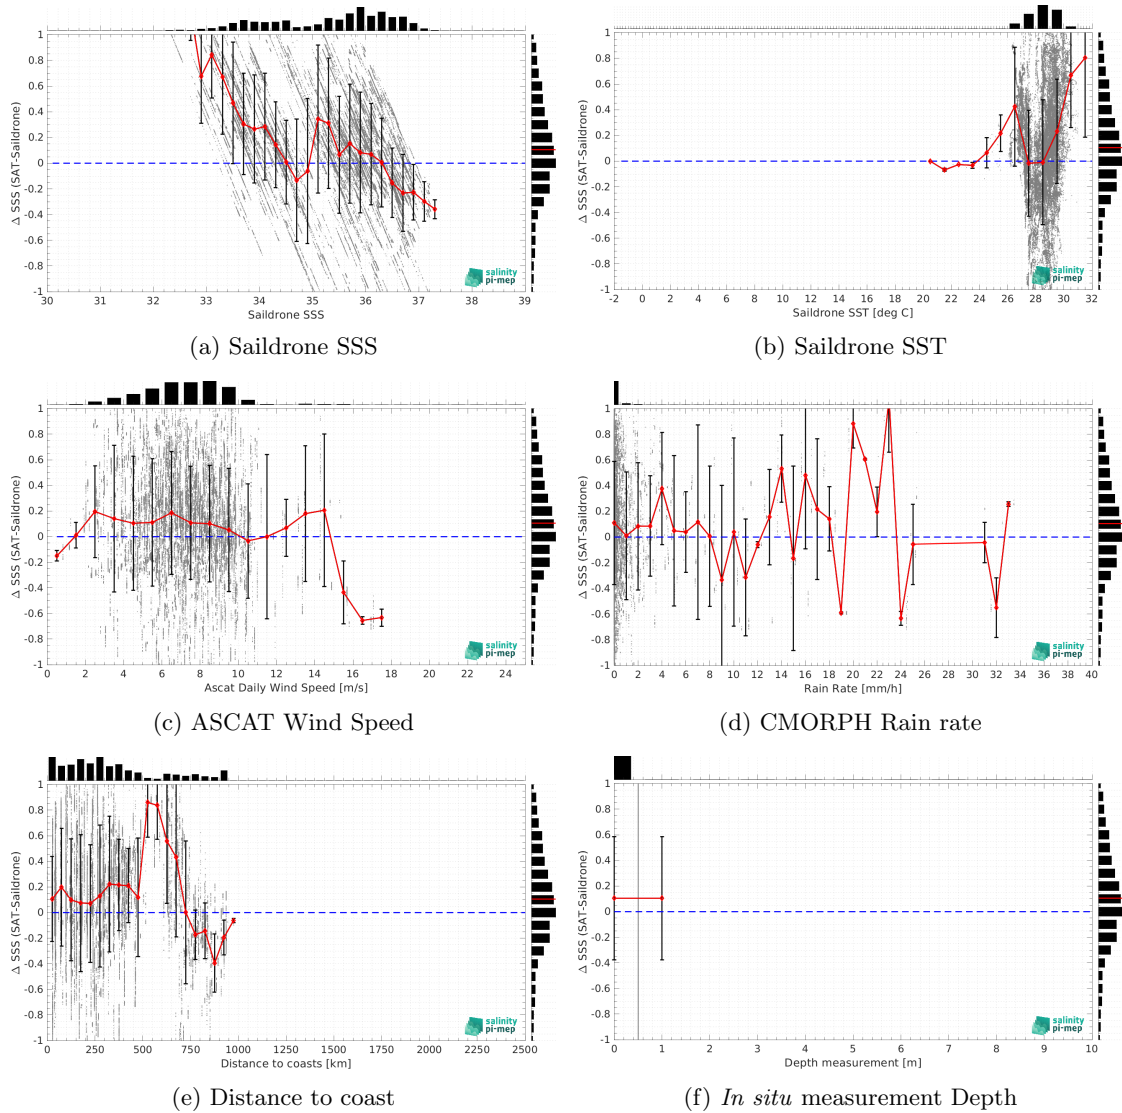 1
0.8
0.6
0.4
0.2
0
-0.2
-0.4
-0.6
-0.8
-1
Δ SSS (SAT-Saildrone)
salinity
pi-mep
30 31 32 33 34 35 36 37 38 39
Saildrone SSS
(a) Saildrone SSS
1
0.8
0.6
0.4
0.2
0
-0.2
-0.4
-0.6
-0.8
-1
Δ SSS (SAT-Saildrone)
salinity
pi-mep
-2 0 2 4 6 8 10 12 14 16 18 20 22 24 26 28 30 32
Saildrone SST [deg C]
(b) Saildrone SST
1
0.8
0.6
0.4
0.2
0
-0.2
-0.4
-0.6
-0.8
-1
Δ SSS (SAT-Saildrone)
salinity
pi-mep
0 2 4 6 8 10 12 14 16 18 20 22 24
Ascat Daily Wind Speed [m/s]
(c) ASCAT Wind Speed
1
0.8
0.6
0.4
0.2
0
-0.2
-0.4
-0.6
-0.8
-1
Δ SSS (SAT-Saildrone)
salinity
pi-mep
0 2 4 6 8 10 12 14 16 18 20 22 24 26 28 30 32 34 36 38 40
Rain Rate [mm/h]
(d) CMORPH Rain rate
1
0.8
0.6
0.4
0.2
0
-0.2
-0.4
-0.6
-0.8
-1
Δ SSS (SAT-Saildrone)
salinity
pi-mep
0 250 500 750 1000 1250 1500 1750 2000 2250 2500
Distance to coasts [km]
(e) Distance to coast
1
0.8
0.6
0.4
0.2
0
-0.2
-0.4
-0.6
-0.8
-1
Δ SSS (SAT-Saildrone)
salinity
pi-mep
0 1 2 3 4 5 6 7 8 9 10
Depth measurement [m]
(f) In situ measurement Depth